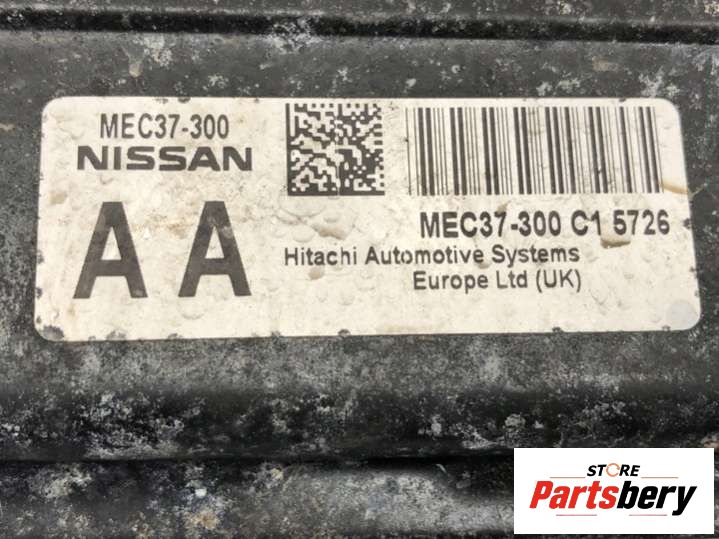 MEC37-300
NISSAN
A A
MEC37-300 C1 5726
Hitachi Automotive Systems
Europe Ltd (UK)
STORE
Partsbery